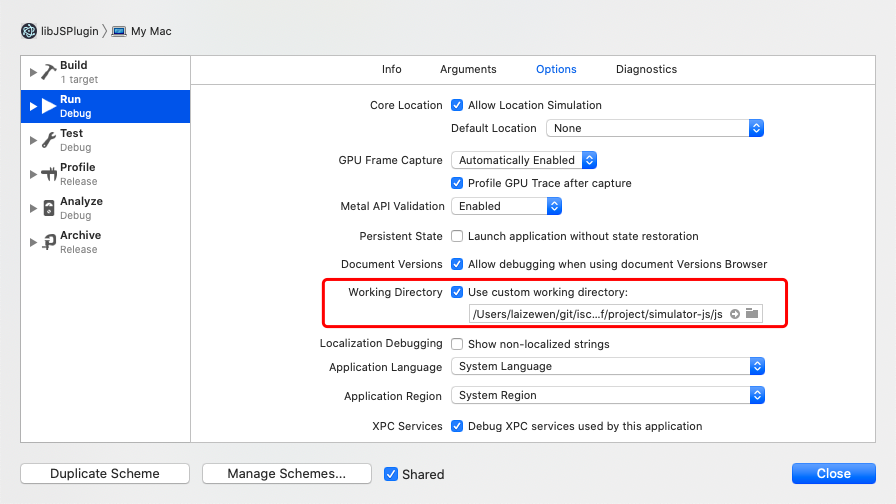 libJSPlugin 〉 My Mac
Build
1 target
Run
Debug
Test
Debug
Profile
Release
Analyze
Debug
Archive
Release
Info Arguments Options Diagnostics
Core Location Allow Location Simulation
Default Location None
GPU Frame Capture Automatically Enabled
Profile GPU Trace after capture
Metal API Validation Enabled
Persistent State Launch application without state restoration
Document Versions Allow debugging when using document Versions Browser
Working Directory Use custom working directory:
/Users/laizewen/git/isc...f/project/simulator-js/js
Localization Debugging Show non-localized strings
Application Language System Language
Application Region System Region
XPC Services Debug XPC services used by this application
Duplicate Scheme Manage Schemes... Shared Close